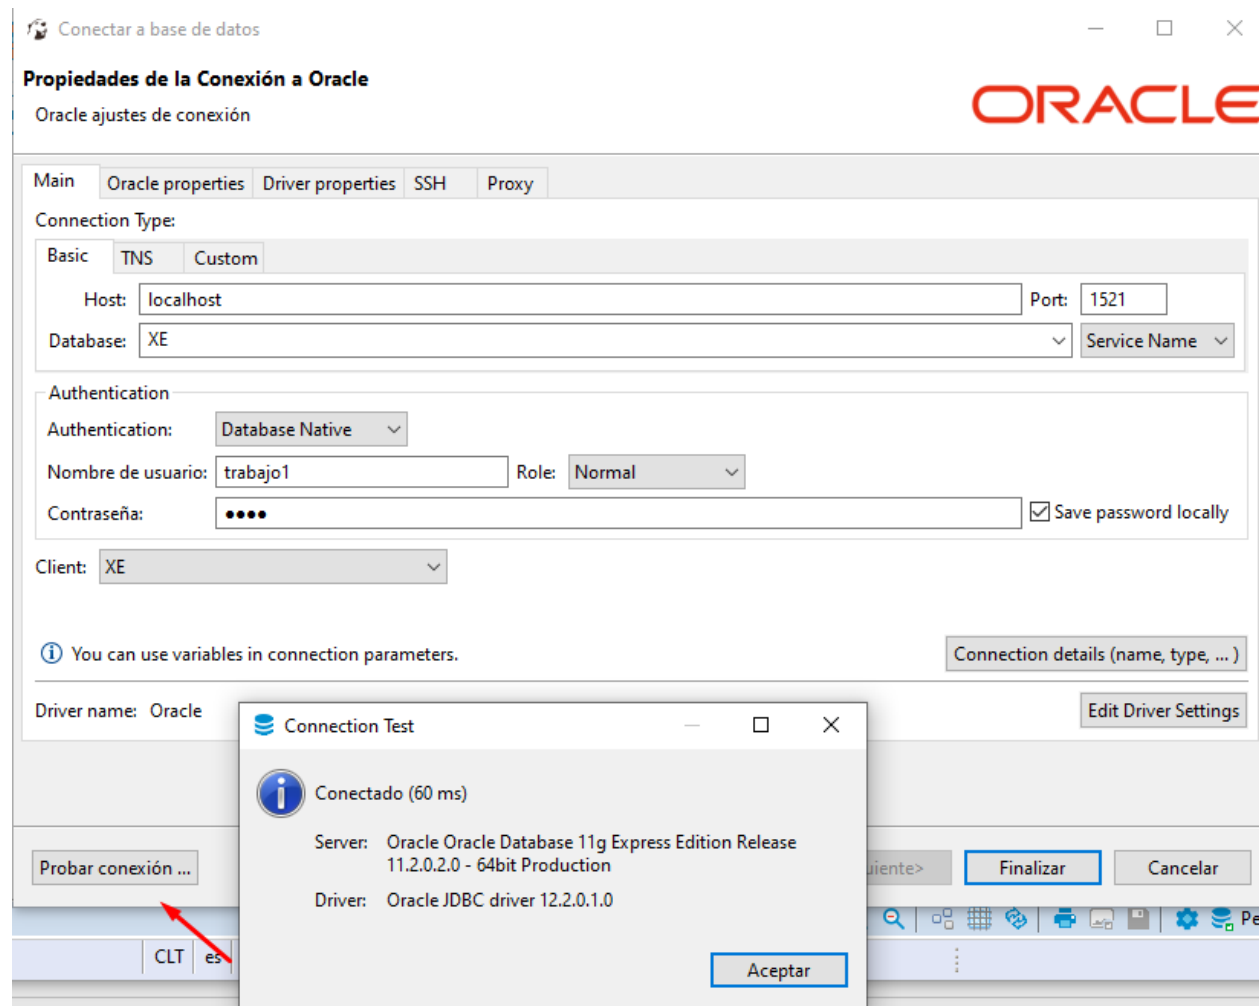 Conectar a base de datos
Propiedades de la Conexión a Oracle
Oracle ajustes de conexión
ORACLE
Main Oracle properties Driver properties SSH Proxy
Connection Type:
Basic TNS Custom
Host: localhost Port: 1521
Database: XE Service Name
Authentication
Authentication: Database Native
Nombre de usuario: trabajo1 Role: Normal
Contraseña: •••• Save password locally
Client: XE
You can use variables in connection parameters. Connection details (name, type, ... )
Driver name: Oracle Edit Driver Settings
Connection Test
Conectado (60 ms)
Server: Oracle Oracle Database 11g Express Edition Release
11.2.0.2.0 - 64bit Production
Driver: Oracle JDBC driver 12.2.0.1.0
Aceptar
Probar conexión ... uiente> Finalizar Cancelar
Pe
CLT es